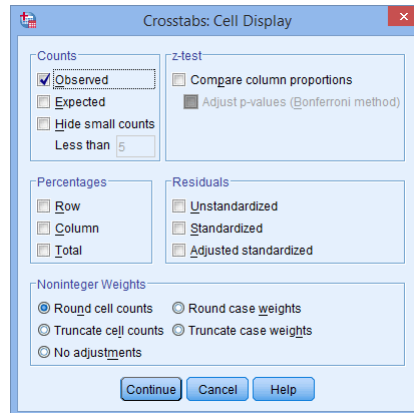 Crosstabs: Cell Display
x
Counts
Observed
Expected
Hide small counts
Less than 5
z-test
Compare column proportions
Adjust p-values (Bonferroni method)
Percentages
Row
Column
Total
Residuals
Unstandardized
Standardized
Adjusted standardized
Noninteger Weights
Round cell counts Round case weights
Truncate cell counts Truncate case weights
No adjustments
Continue Cancel Help